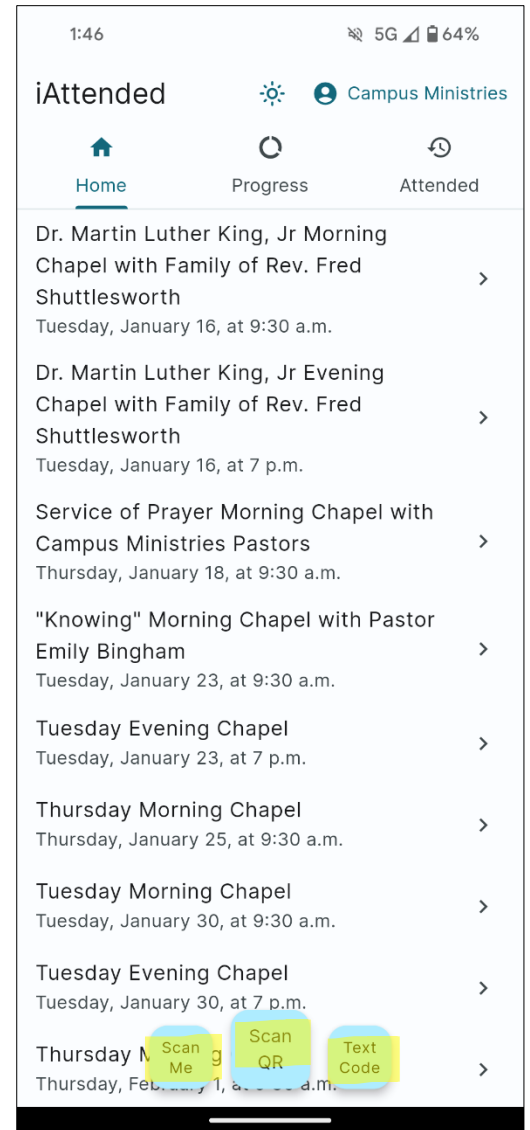 1:46 5G 64%
iAttended Campus Ministries
Home Progress Attended
Dr. Martin Luther King, Jr Morning
Chapel with Family of Rev. Fred
Shuttlesworth
Tuesday, January 16, at 9:30 a.m.
Dr. Martin Luther King, Jr Evening
Chapel with Family of Rev. Fred
Shuttlesworth
Tuesday, January 16, at 7 p.m.
Service of Prayer Morning Chapel with
Campus Ministries Pastors
Thursday, January 18, at 9:30 a.m.
"Knowing" Morning Chapel with Pastor
Emily Bingham
Tuesday, January 23, at 9:30 a.m.
Tuesday Evening Chapel
Tuesday, January 23, at 7 p.m.
Thursday Morning Chapel
Thursday, January 25, at 9:30 a.m.
Tuesday Morning Chapel
Tuesday, January 30, at 9:30 a.m.
Tuesday Evening Chapel
Tuesday, January 30, at 7 p.m.
Thursday
Thursday, 1, a.m.
Scan
Me
Scan
QR
Text
Code